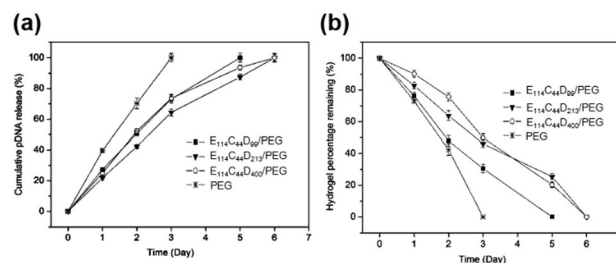 (a)
Cumulative pDNA release (%)
100
80
60
40
20
0
E₁₁₄C₄₄D₉₉/PEG
E₁₁₄C₄₄D₂₁₃/PEG
E₁₁₄C₄₄D₄₀₀/PEG
PEG
0 1 2 3 4 5 6 7
Time (Day)
(b)
Hydrogel percentage remaining (%)
100
80
60
40
20
0
E₁₁₄C₄₄D₉₉/PEG
E₁₁₄C₄₄D₂₁₃/PEG
E₁₁₄C₄₄D₄₀₀/PEG
PEG
0 1 2 3 4 5 6
Time (Day)